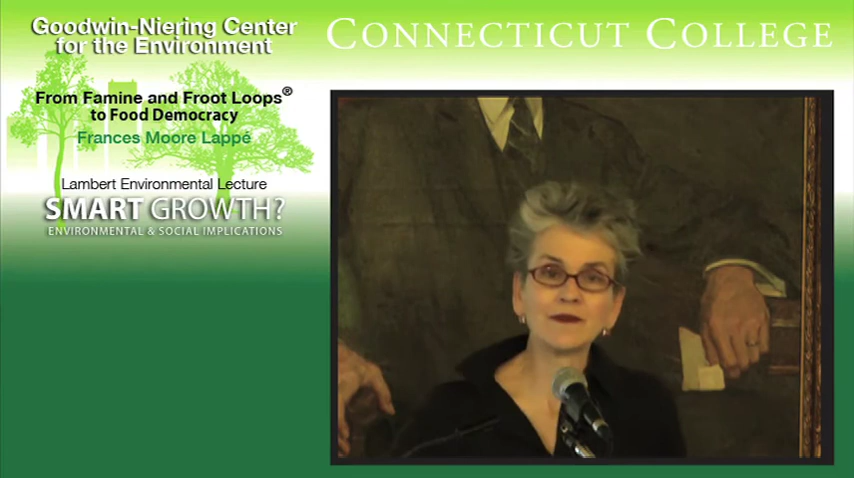 Goodwin-Niering Center
for the Environment
CONNECTICUT COLLEGE
From Famine and Froot Loops®
to Food Democracy
Frances Moore Lappé
Lambert Environmental Lecture
SMART GROWTH?
ENVIRONMENTAL & SOCIAL IMPLICATIONS